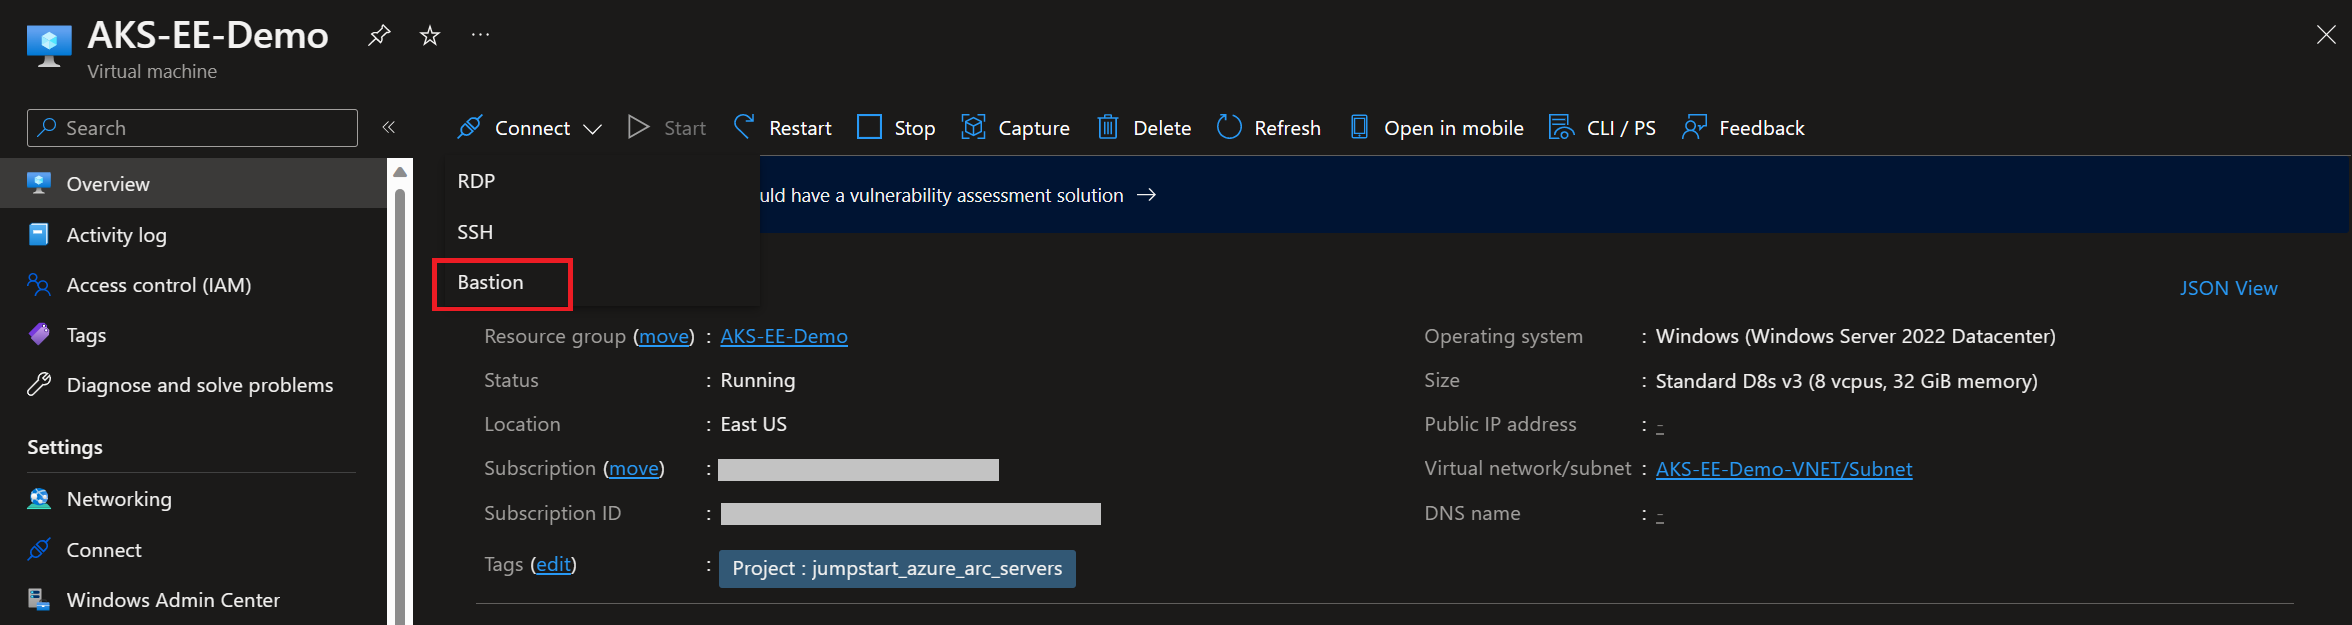 AKS-EE-Demo
Virtual machine
Search
Connect Start Restart Stop Capture Delete Refresh Open in mobile CLI / PS Feedback
RDP
SSH
Bastion
uld have a vulnerability assessment solution →
Overview
Activity log
Access control (IAM)
Tags
Diagnose and solve problems
Settings
Networking
Connect
Windows Admin Center
JSON View
Resource group (move) : AKS-EE-Demo
Status : Running
Location : East US
Subscription (move) :
Subscription ID :
Tags (edit) : Project : jumpstart_azure_arc_servers
Operating system : Windows (Windows Server 2022 Datacenter)
Size : Standard D8s v3 (8 vcpus, 32 GiB memory)
Public IP address : -
Virtual network/subnet : AKS-EE-Demo-VNET/Subnet
DNS name : -